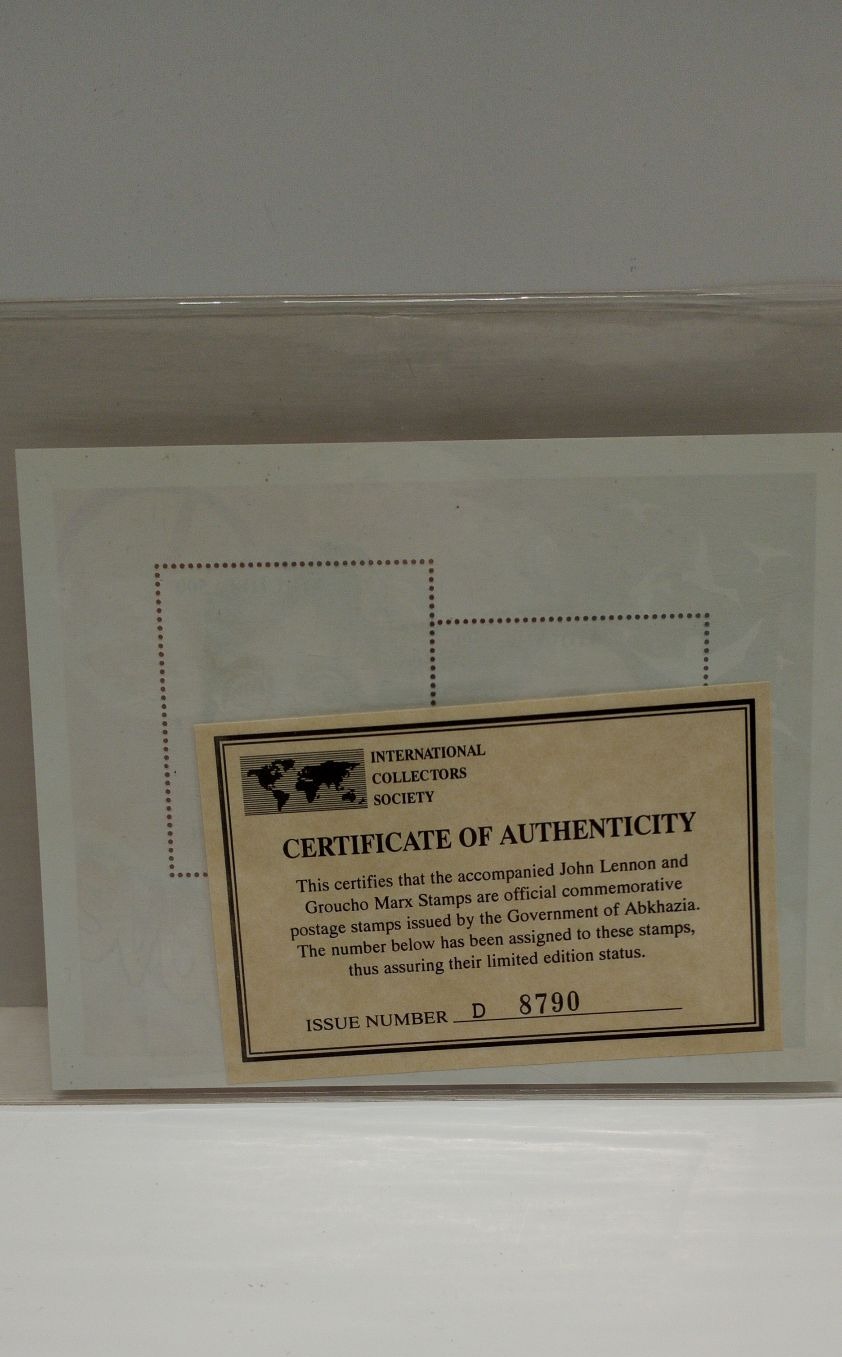 INTERNATIONAL
COLLECTORS
SOCIETY
CERTIFICATE OF AUTHENTICITY
This certifies that the accompanied John Lennon and
Groucho Marx Stamps are official commemorative
postage stamps issued by the Government of Abkhazia.
The number below has been assigned to these stamps,
thus assuring their limited edition status.
ISSUE NUMBER D 8790